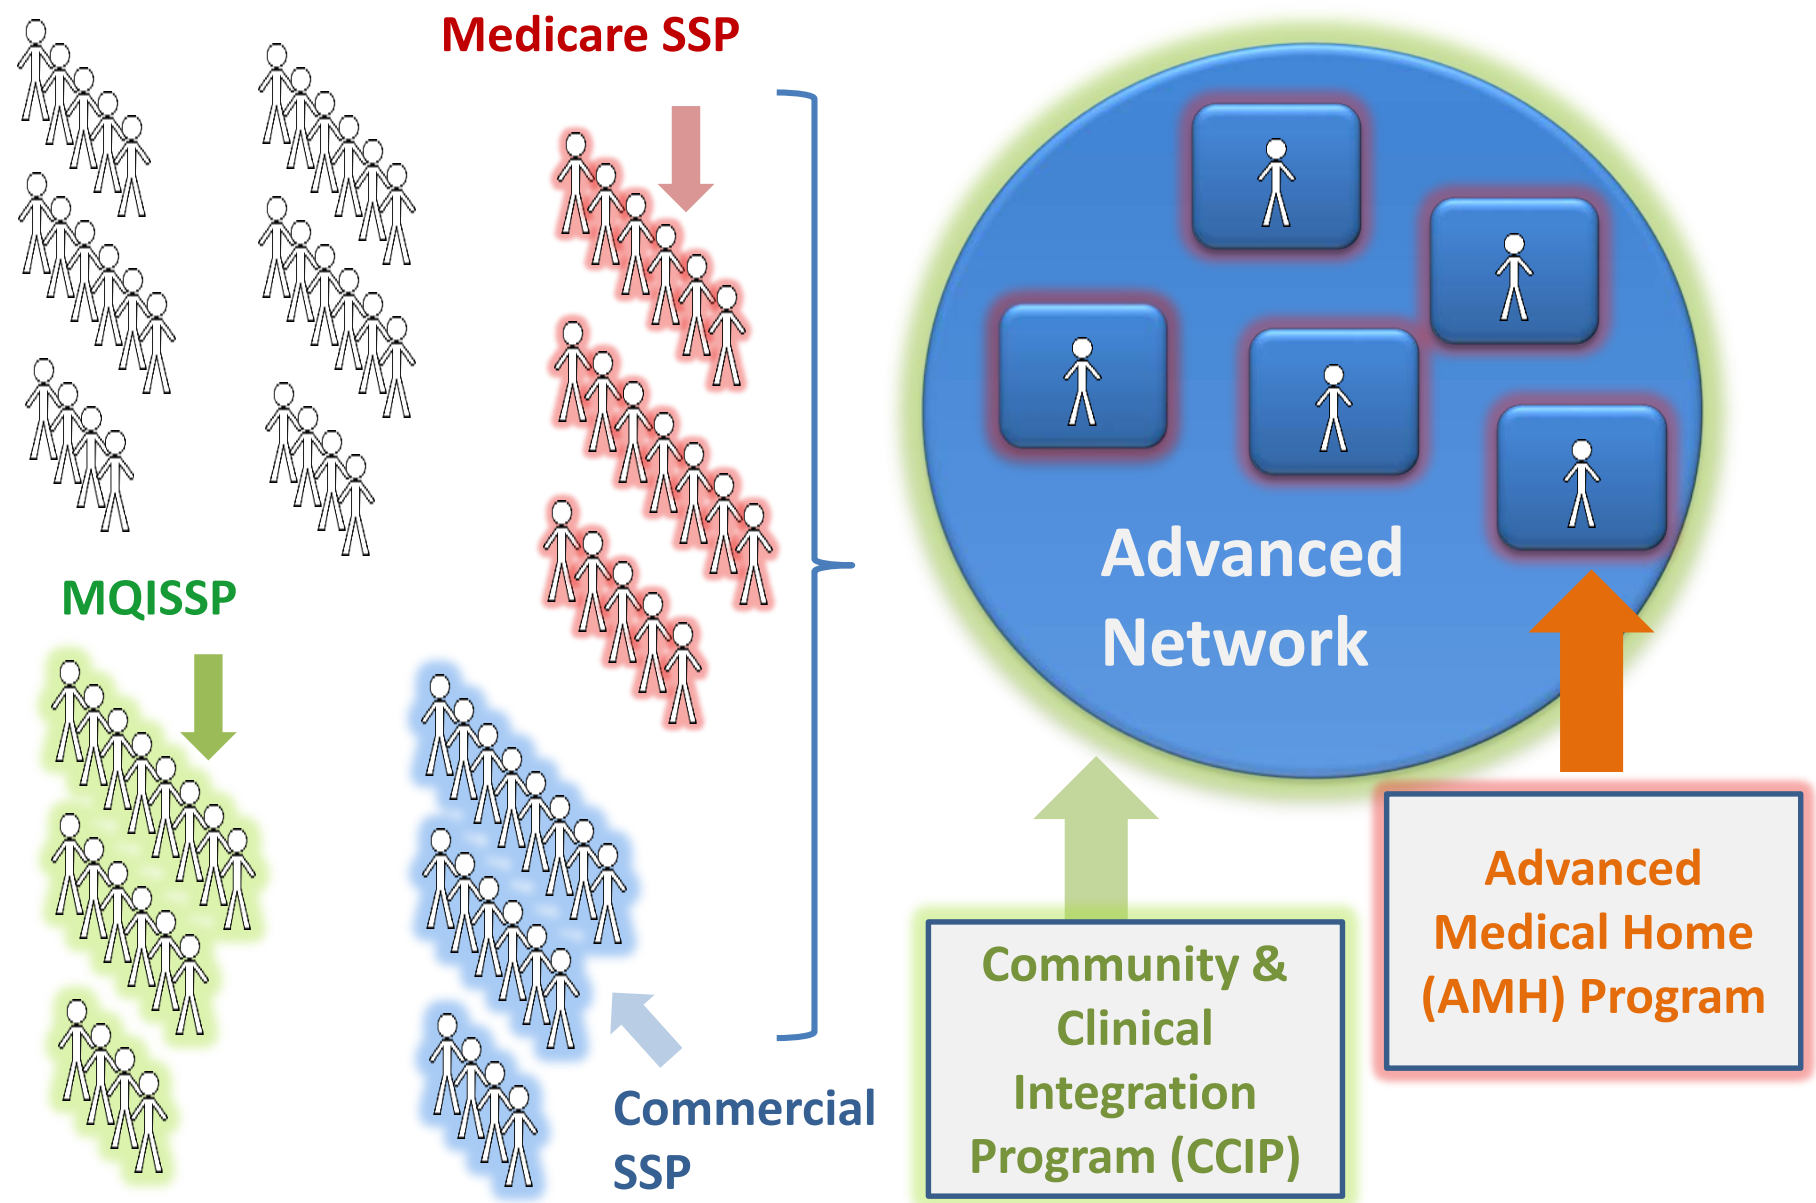 Medicare SSP
MQISSP
Commercial
SSP
Advanced
Network
Community &
Clinical
Integration
Program (CCIP)
Advanced
Medical Home
(AMH) Program